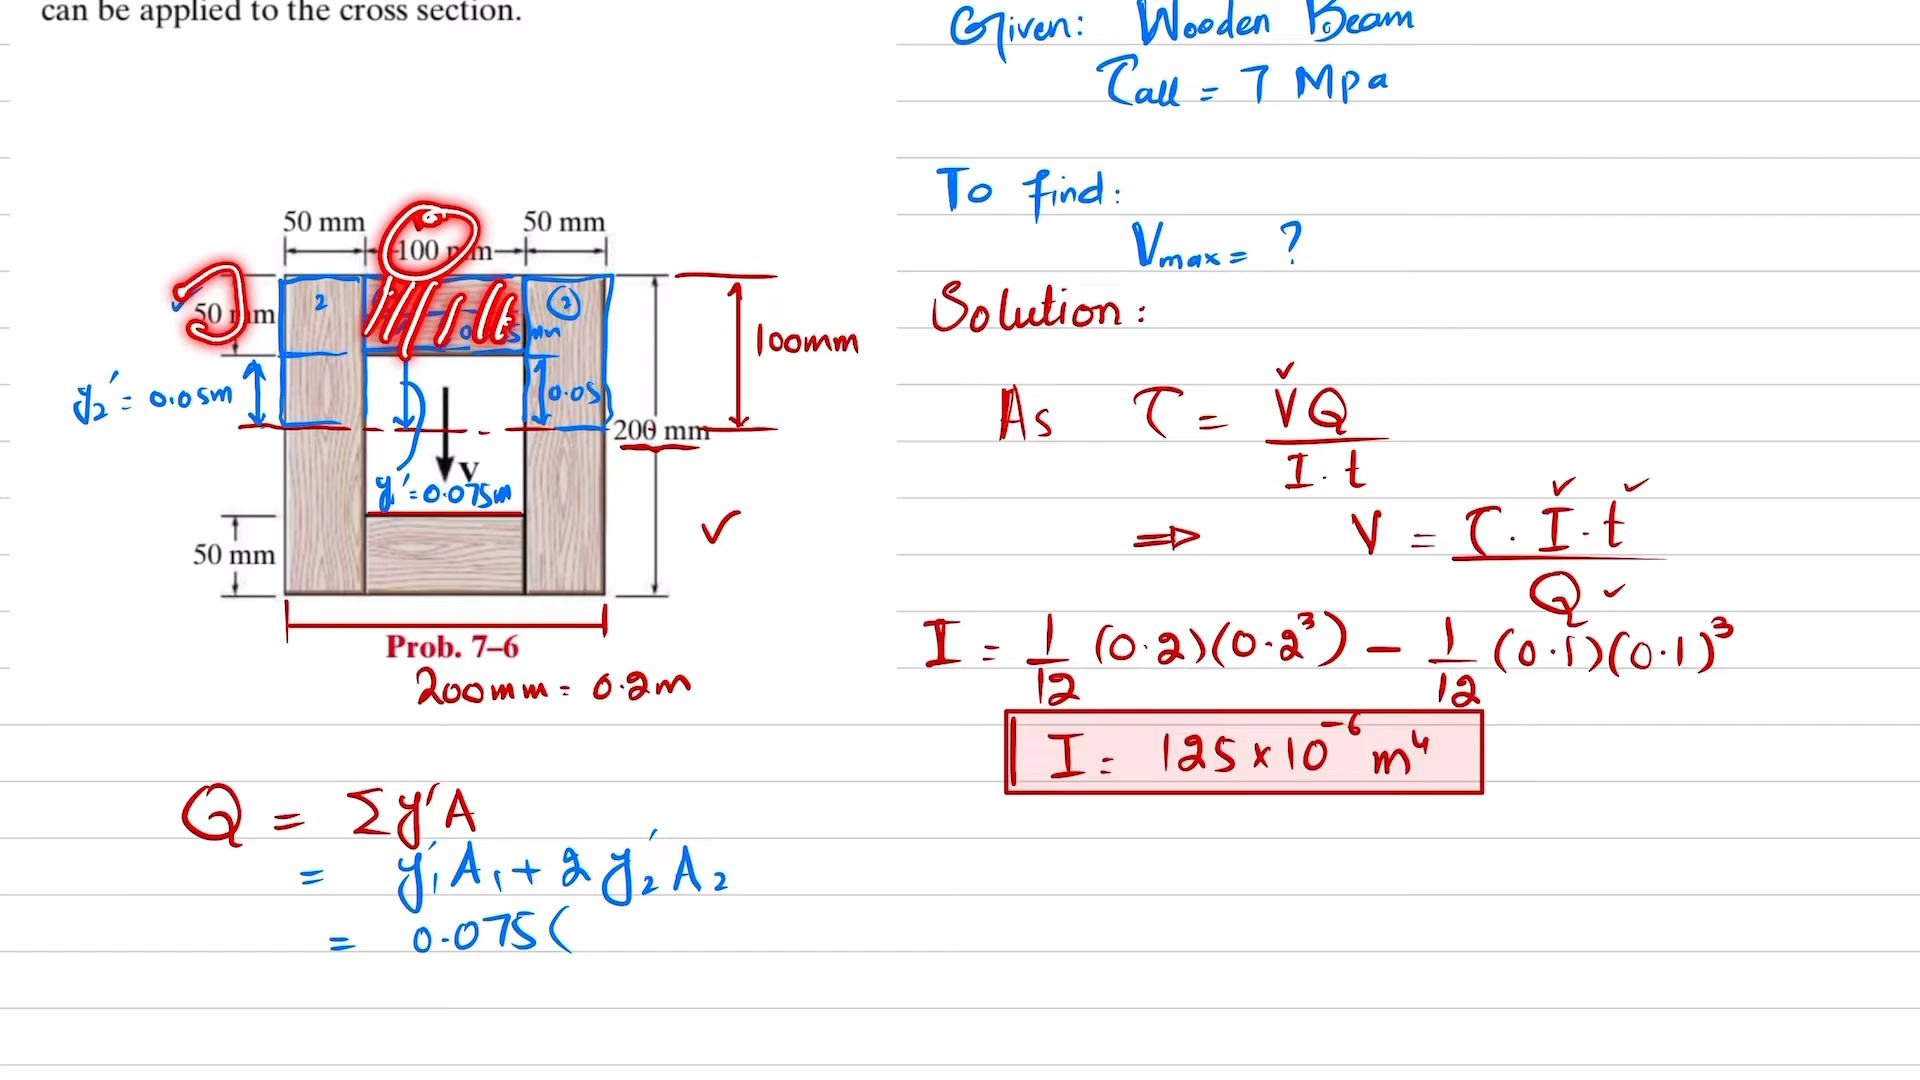 can be applied to the cross section.
Given: Wooden Beam
τall = 7 Mpa
To find:
Vmax = ?
Solution:
As τ = VQ / I.t
⇒ V = τ.I.t / Q
I = 1/12 (0.2)(0.2³) - 1/12 (0.1)(0.1)³
I = 125 x 10⁻⁶ m⁴
50 mm
50 mm
2
2
100mm
y₂' = 0.05m
0.05
200 mm
V
y₁' = 0.075m
50 mm
Prob. 7–6
200mm = 0.2m
Q = Σy'A
= y₁'A₁ + 2y₂'A₂
= 0.075(